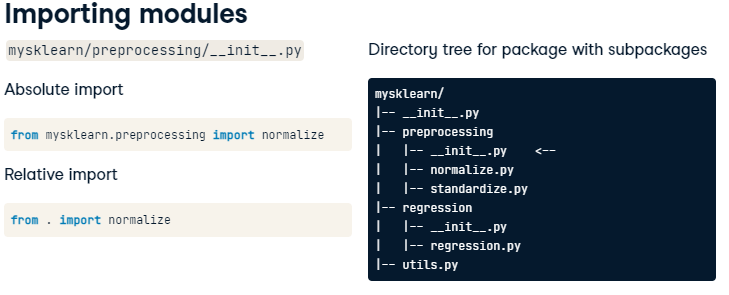 Importing modules
mysklearn/preprocessing/__init__.py
Absolute import
from mysklearn.preprocessing import normalize
Relative import
from . import normalize
Directory tree for package with subpackages
mysklearn/
|-- __init__.py
|-- preprocessing
|   |-- __init__.py    <--
|   |-- normalize.py
|   |-- standardize.py
|-- regression
|   |-- __init__.py
|   |-- regression.py
|-- utils.py